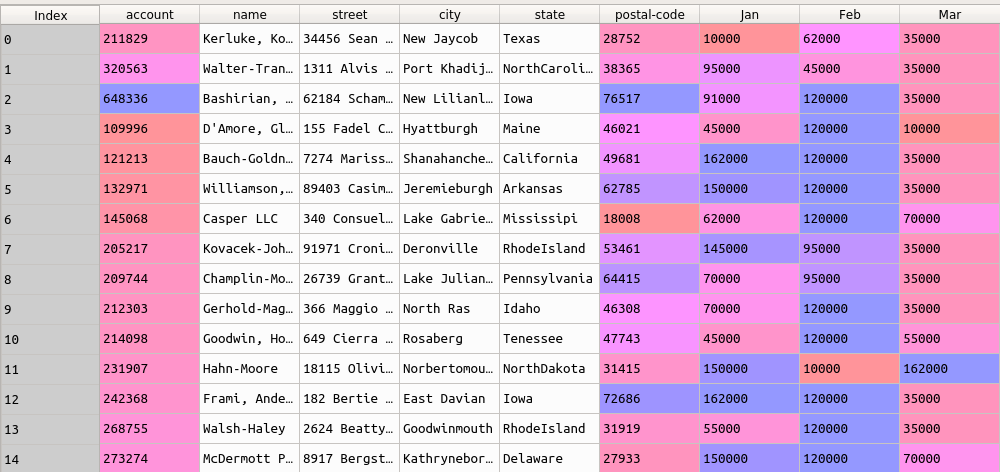 Index account name street city state postal-code Jan Feb Mar
0 211829 Kerluke, Ko… 34456 Sean … New Jaycob Texas 28752 10000 62000 35000
1 320563 Walter-Tran… 1311 Alvis … Port Khadij… NorthCaroli… 38365 95000 45000 35000
2 648336 Bashirian, … 62184 Scham… New Lilianl… Iowa 76517 91000 120000 35000
3 109996 D'Amore, Gl… 155 Fadel C… Hyattburgh Maine 46021 45000 120000 10000
4 121213 Bauch-Goldn… 7274 Mariss… Shanahanche… California 49681 162000 120000 35000
5 132971 Williamson,… 89403 Casim… Jeremieburgh Arkansas 62785 150000 120000 35000
6 145068 Casper LLC 340 Consuel… Lake Gabrie… Mississipi 18008 62000 120000 70000
7 205217 Kovacek-Joh… 91971 Croni… Deronville RhodeIsland 53461 145000 95000 35000
8 209744 Champlin-Mo… 26739 Grant… Lake Julian… Pennsylvania 64415 70000 95000 35000
9 212303 Gerhold-Mag… 366 Maggio … North Ras Idaho 46308 70000 120000 35000
10 214098 Goodwin, Ho… 649 Cierra … Rosaberg Tenessee 47743 45000 120000 55000
11 231907 Hahn-Moore 18115 Olivi… Norbertomou… NorthDakota 31415 150000 10000 162000
12 242368 Frami, Ande… 182 Bertie … East Davian Iowa 72686 162000 120000 35000
13 268755 Walsh-Haley 2624 Beatty… Goodwinmouth RhodeIsland 31919 55000 120000 35000
14 273274 McDermott P… 8917 Bergst… Kathrynebor… Delaware 27933 150000 120000 70000